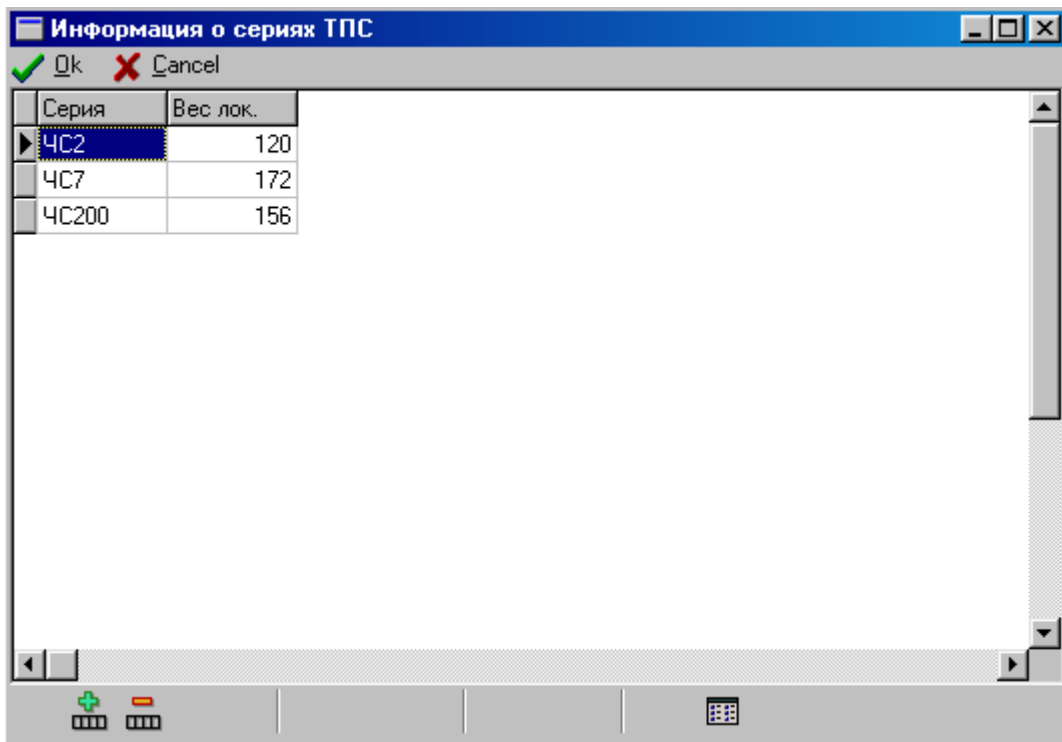 Информация о сериях ТПС
Ok Cancel
Серия Вес лок.
ЧС2 120
ЧС7 172
ЧС200 156